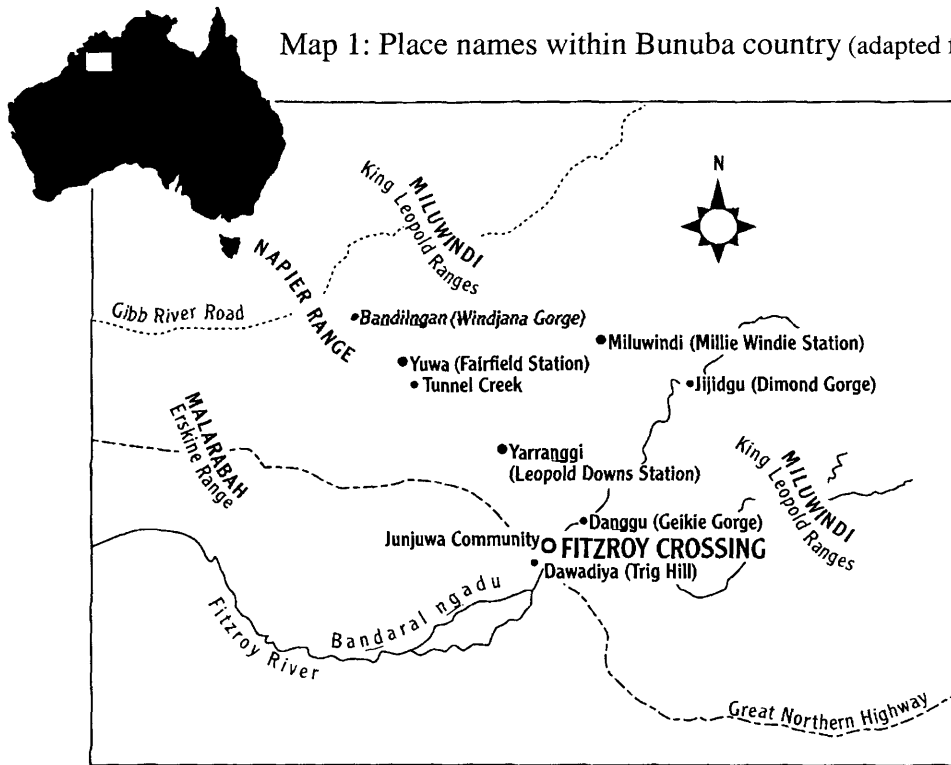 Map 1: Place names within Bunuba country (adapted
N
MILUWINDI
King Leopold Ranges
NAPIER RANGE
Gibb River Road
Bandilngan (Windjana Gorge)
Miluwindi (Millie Windie Station)
Yuwa (Fairfield Station)
Tunnel Creek
Jijidgu (Dimond Gorge)
MALARABAH
Erskine Range
Yarranggi
(Leopold Downs Station)
MILUWINDI
King Leopold Ranges
Danggu (Geikie Gorge)
Junjuwa Community
FITZROY CROSSING
Dawadiya (Trig Hill)
Bandaral ngadu
Fitzroy River
Great Northern Highway